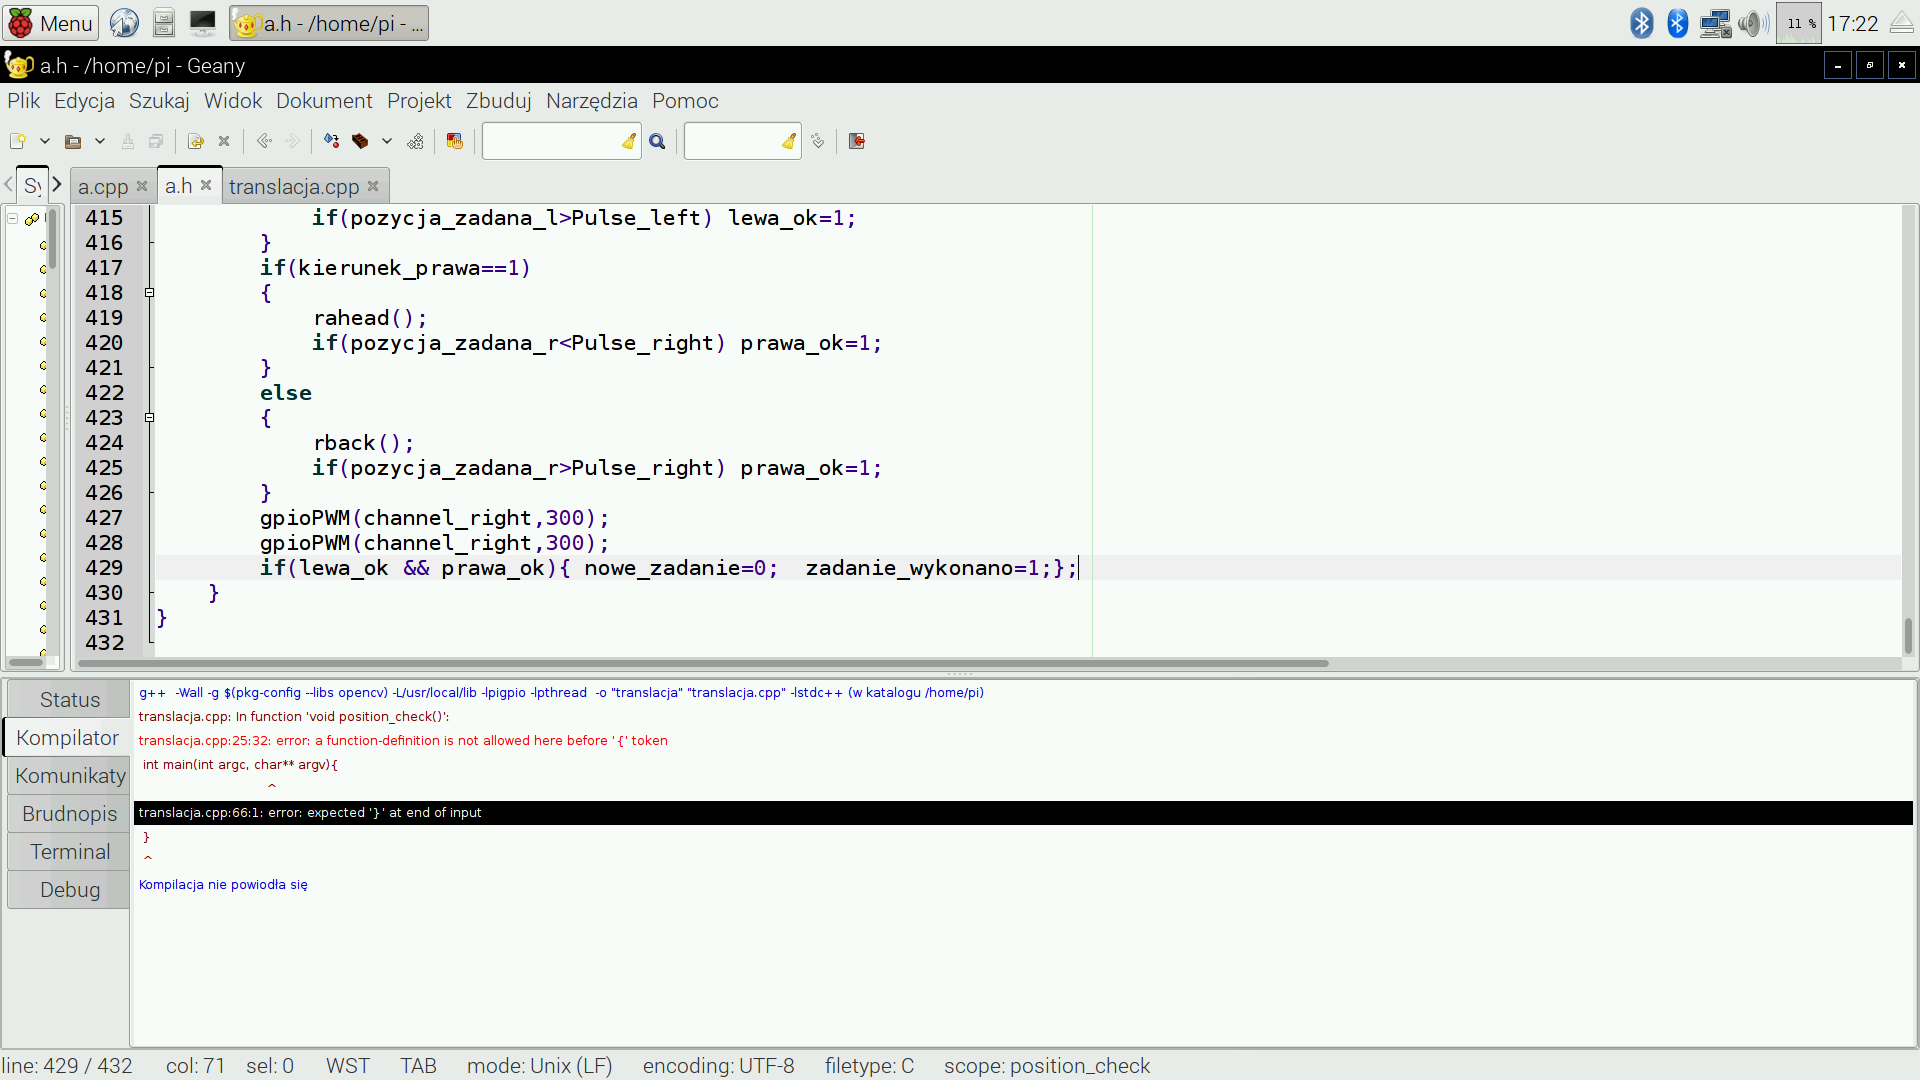 Menu
a.h - /home/pi - ...
11 %
17:22
a.h - /home/pi - Geany
Plik Edycja Szukaj Widok Dokument Projekt Zbuduj Narzędzia Pomoc
a.cpp
a.h
translacja.cpp
415 if(pozycja_zadana_l>Pulse_left) lewa_ok=1;
416 }
417 if(kierunek_prawa==1)
418 {
419 rahead();
420 if(pozycja_zadana_r<Pulse_right) prawa_ok=1;
421 }
422 else
423 {
424 rback();
425 if(pozycja_zadana_r>Pulse_right) prawa_ok=1;
426 }
427 gpioPWM(channel_right,300);
428 gpioPWM(channel_right,300);
429 if(lewa_ok && prawa_ok){ nowe_zadanie=0;  zadanie_wykonano=1;};
430 }
431 }
432
Status
Kompilator
Komunikaty
Brudnopis
Terminal
Debug
g++  -Wall -g $(pkg-config --libs opencv) -L/usr/local/lib -lpigpio -lpthread  -o "translacja" "translacja.cpp" -lstdc++ (w katalogu /home/pi)
translacja.cpp: In function 'void position_check()':
translacja.cpp:25:32: error: a function-definition is not allowed here before '{' token
int main(int argc, char** argv){
^
translacja.cpp:66:1: error: expected '}' at end of input
}
^
Kompilacja nie powiodła się
line: 429 / 432 col: 71 sel: 0 WST TAB mode: Unix (LF) encoding: UTF-8 filetype: C scope: position_check